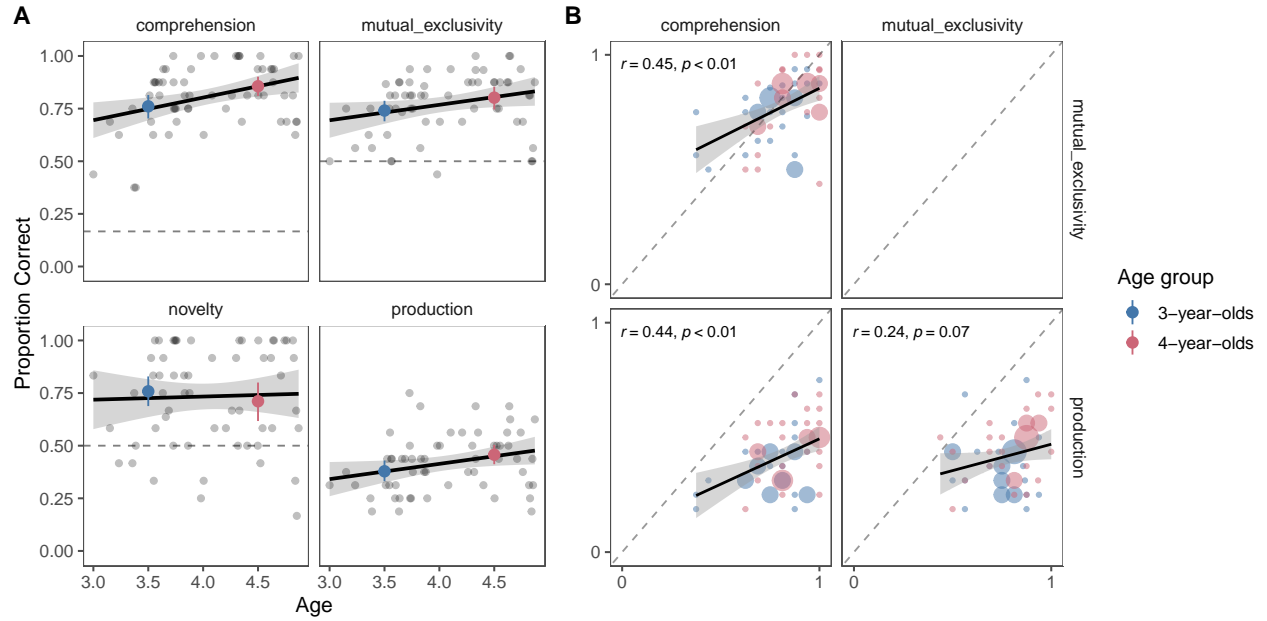 A
B
comprehension
mutual_exclusivity
comprehension
mutual_exclusivity
1.00
0.75
0.50
0.25
0.00
r = 0.45, p < 0.01
1
0
mutual_exclusivity
novelty
production
1.00
0.75
0.50
0.25
0.00
3.0
3.5
4.0
4.5
3.0
3.5
4.0
4.5
Proportion Correct
Age
r = 0.44, p < 0.01
r = 0.24, p = 0.07
1
0
0
1
0
1
production
Age group
3−year−olds
4−year−olds